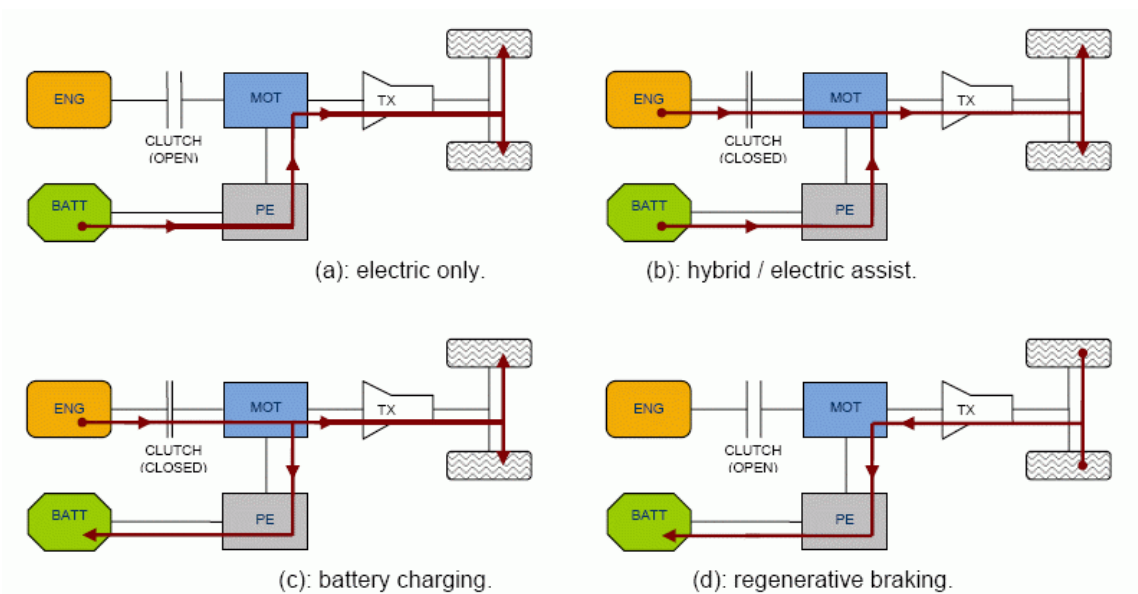 ENG
MOT
TX
CLUTCH
(OPEN)
BATT
PE
(a): electric only.
ENG
MOT
TX
CLUTCH
(CLOSED)
BATT
PE
(b): hybrid / electric assist.
ENG
MOT
TX
CLUTCH
(CLOSED)
BATT
PE
(c): battery charging.
ENG
MOT
TX
CLUTCH
(OPEN)
BATT
PE
(d): regenerative braking.